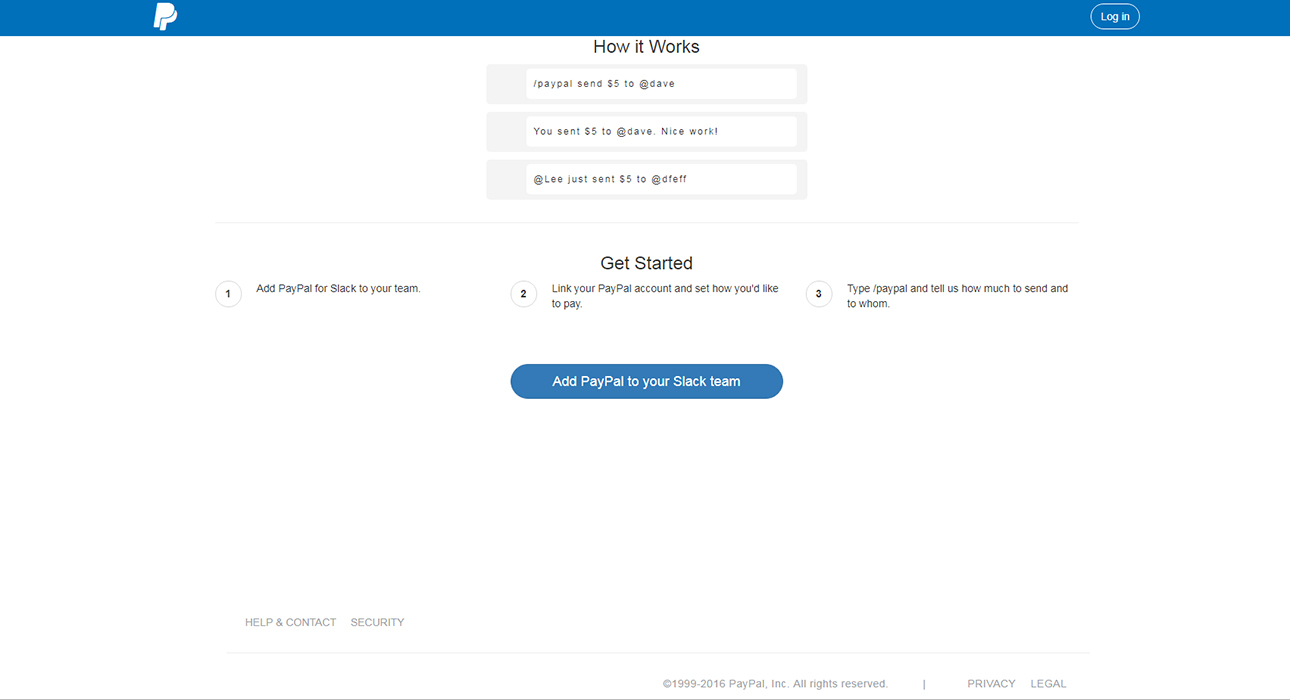 Log in
How it Works
/paypal send $5 to @dave
You sent $5 to @dave. Nice work!
@Lee just sent $5 to @dfeff
Get Started
1
Add PayPal for Slack to your team.
2
Link your PayPal account and set how you'd like
to pay.
3
Type /paypal and tell us how much to send and
to whom.
Add PayPal to your Slack team
HELP & CONTACT SECURITY
©1999-2016 PayPal, Inc. All rights reserved. | PRIVACY LEGAL